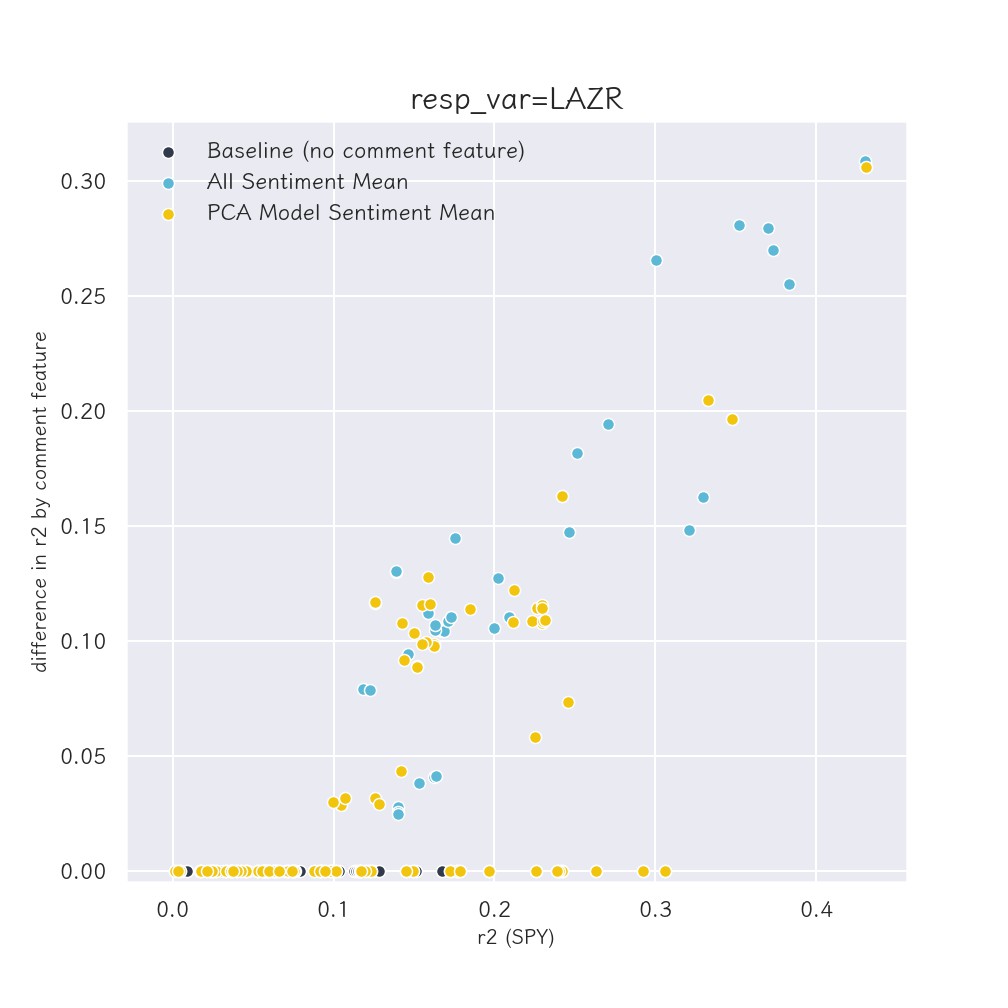 resp_var=LAZR
Baseline (no comment feature)
All Sentiment Mean
PCA Model Sentiment Mean
difference in r2 by comment feature
0.30
0.25
0.20
0.15
0.10
0.05
0.00
0.0 0.1 0.2 0.3 0.4
r2 (SPY)